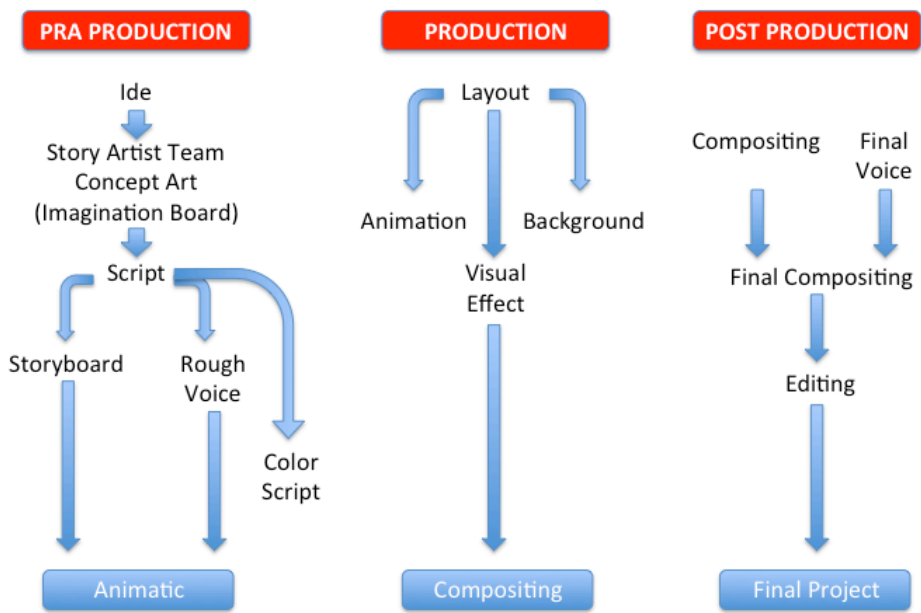 PRA PRODUCTION
Ide
Story Artist Team
Concept Art
(Imagination Board)
Script
Storyboard
Rough
Voice
Color
Script
Animatic
PRODUCTION
Layout
Animation
Background
Visual
Effect
Compositing
POST PRODUCTION
Compositing
Final
Voice
Final Compositing
Editing
Final Project